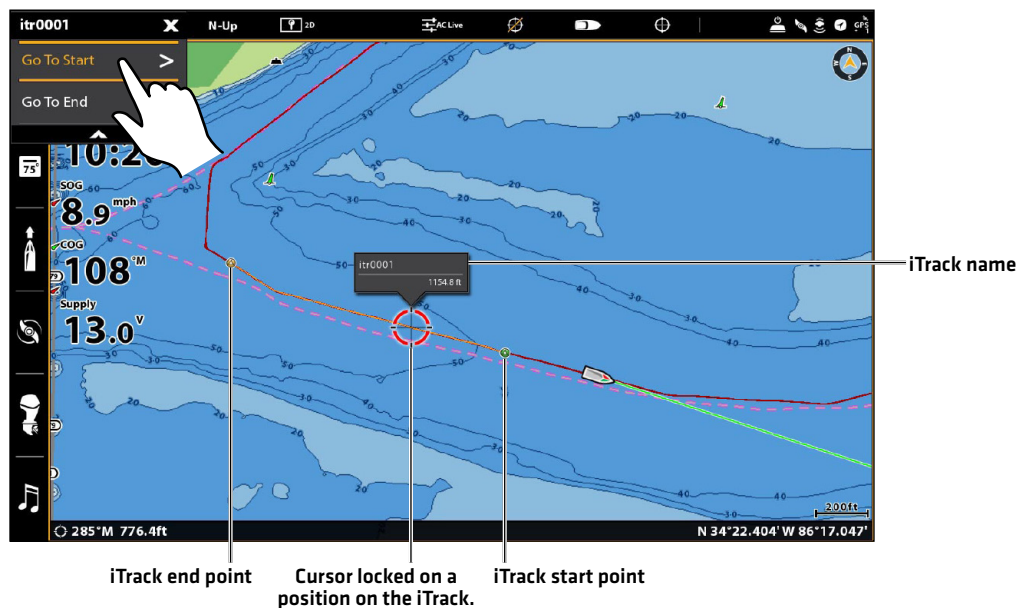 itr0001 X N-Up 2D AC Live GPS
Go To Start >
Go To End
10:2
75°
SOG
8.9 mph
COG
108 °M
Supply
13.0 V
itr0001
1154.8 ft
iTrack name
200ft
285°M 776.4ft N 34°22.404' W 86°17.047'
iTrack end point
Cursor locked on a
position on the iTrack.
iTrack start point